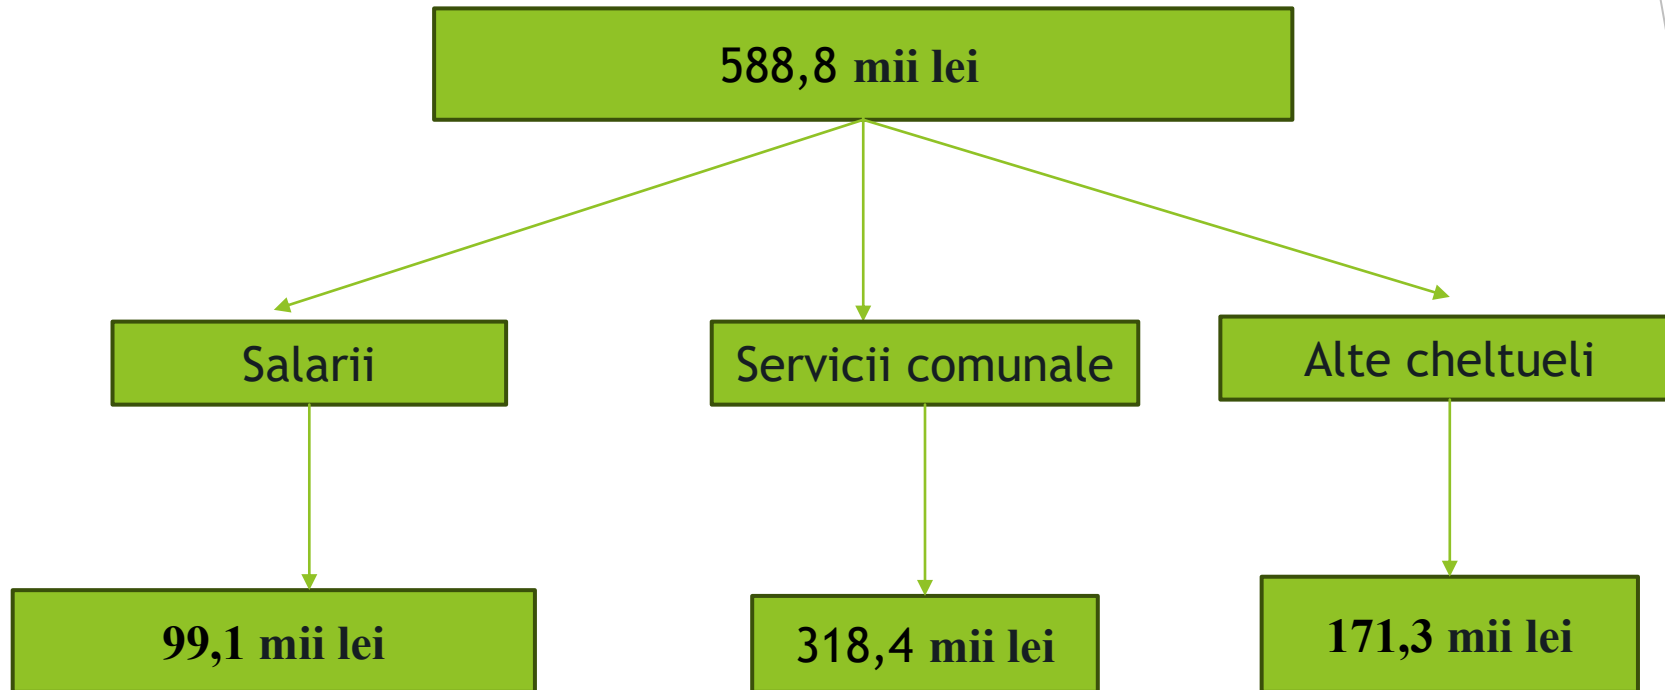 588,8 mii lei
Salarii
Servicii comunale
Alte cheltueli
99,1 mii lei
318,4 mii lei
171,3 mii lei